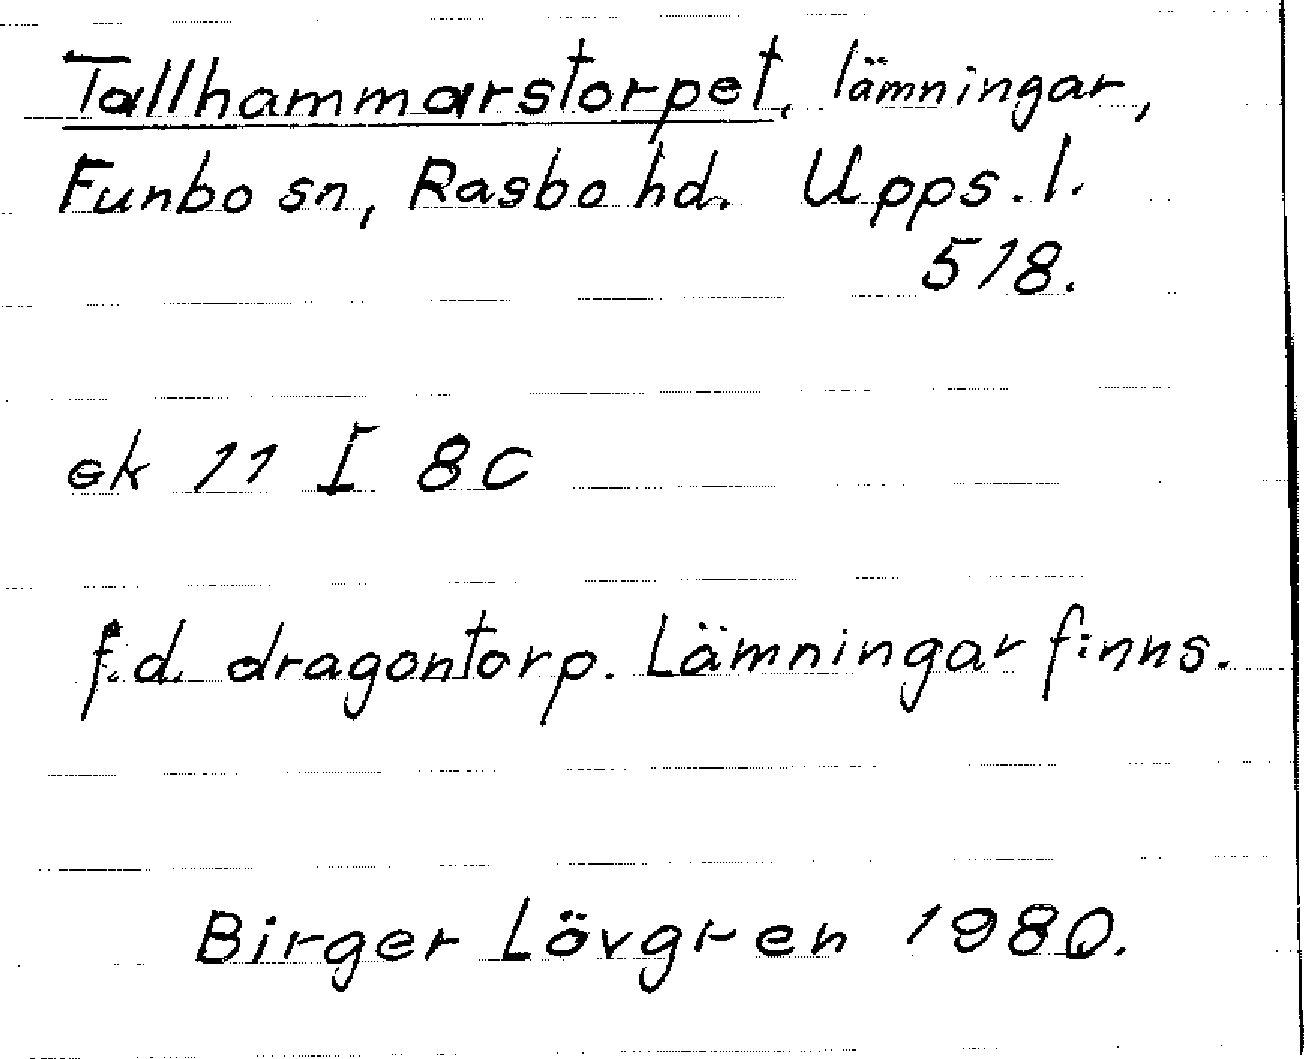 Tallhammarstorpet, lämningar,
Funbo sn, Rasbo hd. Upps. l.
518.
ek 11 I 8c
f.d. dragontorp. Lämningar finns.
Birger Lövgren 1980.